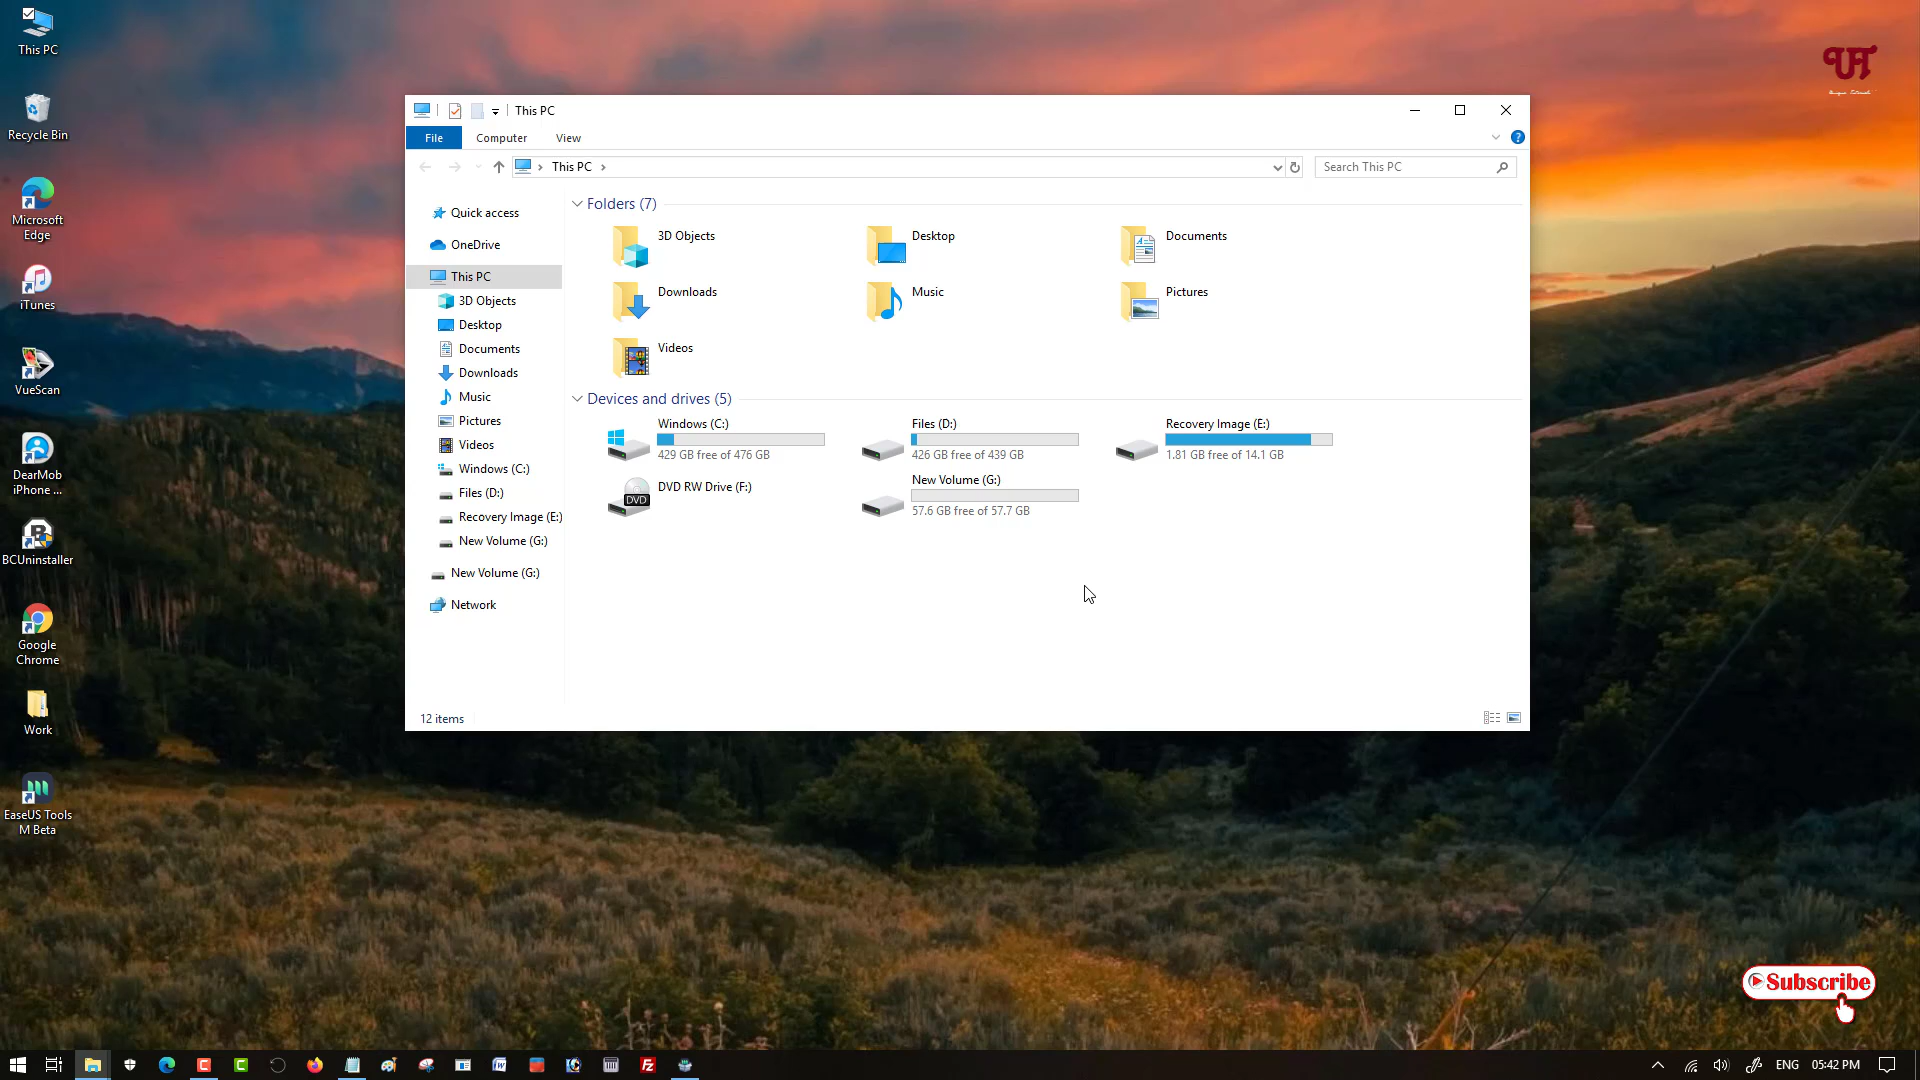 This PC
Recycle Bin
Microsoft
Edge
iTunes
VueScan
DearMob
iPhone ...
BCUninstaller
Google
Chrome
Work
EaseUS Tools
M Beta
This PC
File
Computer
View
This PC
Search This PC
Quick access
OneDrive
This PC
3D Objects
Desktop
Documents
Downloads
Music
Pictures
Videos
Windows (C:)
Files (D:)
Recovery Image (E:)
New Volume (G:)
New Volume (G:)
Network
Folders (7)
3D Objects
Desktop
Documents
Downloads
Music
Pictures
Videos
Devices and drives (5)
Windows (C:)
429 GB free of 476 GB
Files (D:)
426 GB free of 439 GB
Recovery Image (E:)
1.81 GB free of 14.1 GB
DVD
DVD RW Drive (F:)
New Volume (G:)
57.6 GB free of 57.7 GB
12 items
UT
Subscribe
ENG
05:42 PM